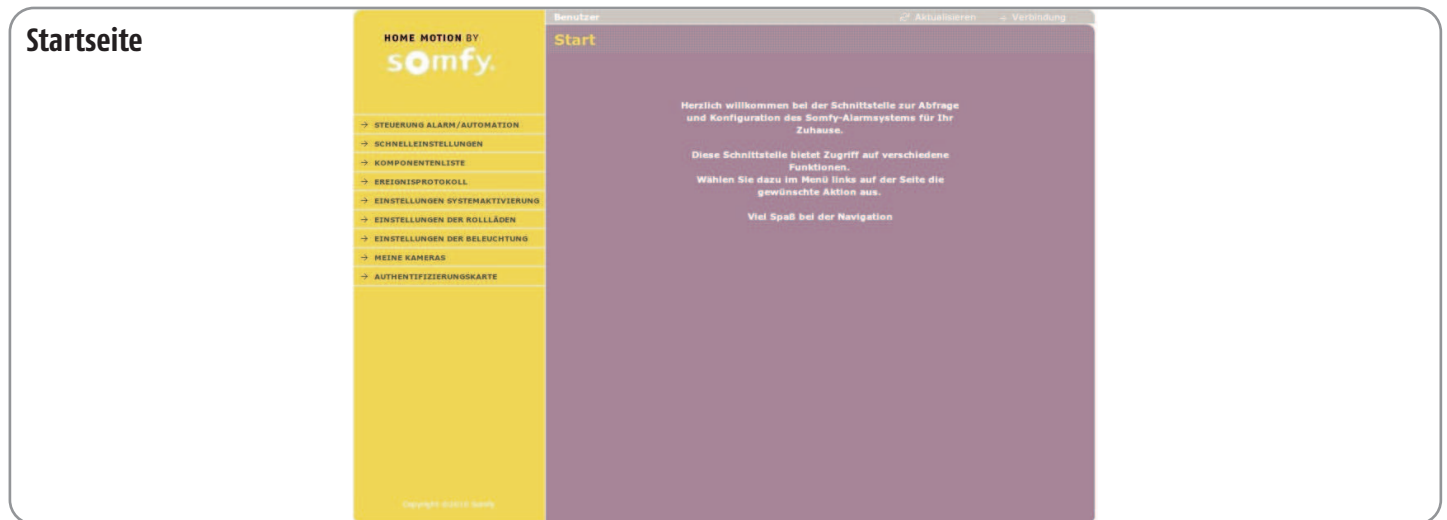 Startseite
HOME MOTION BY
somfy.
Benutzer
Aktualisieren
Verbindung
Start
→ STEUERUNG ALARM/AUTOMATION
→ SCHNELLEINSTELLUNGEN
→ KOMPONENTENLISTE
→ EREIGNISPROTOKOLL
→ EINSTELLUNGEN SYSTEMAKTIVIERUNG
→ EINSTELLUNGEN DER ROLLLÄDEN
→ EINSTELLUNGEN DER BELEUCHTUNG
→ MEINE KAMERAS
→ AUTHENTIFIZIERUNGSKARTE
Herzlich willkommen bei der Schnittstelle zur Abfrage
und Konfiguration des Somfy-Alarmsystems für Ihr
Zuhause.
Diese Schnittstelle bietet Zugriff auf verschiedene
Funktionen.
Wählen Sie dazu im Menü links auf der Seite die
gewünschte Aktion aus.
Viel Spaß bei der Navigation
Copyright Somfy